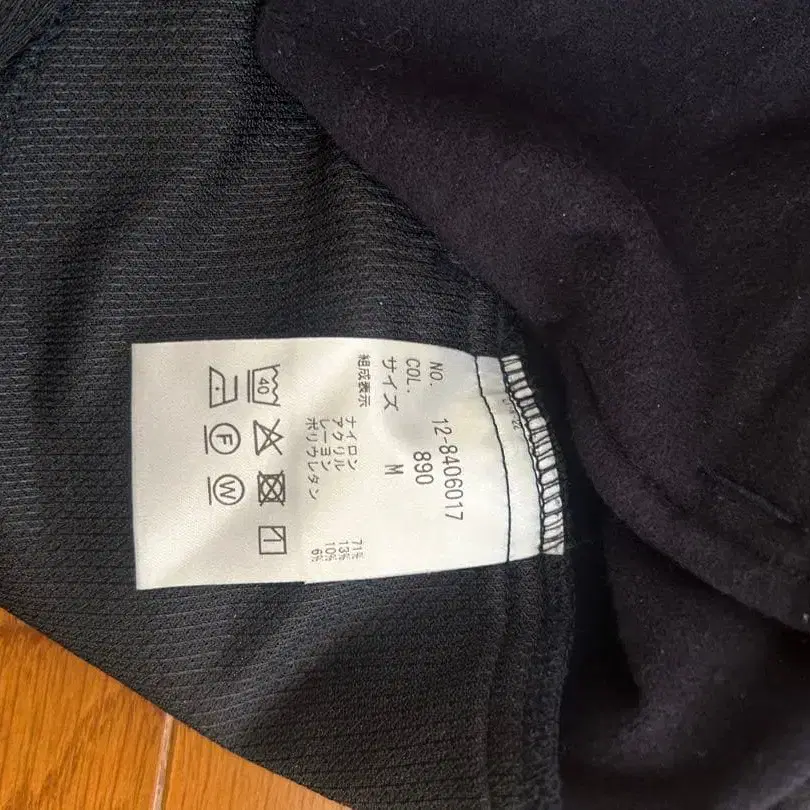 NO. 12-8406017
COL. 890
サイズ M
組成表示
ナイロン 71%
アクリル 13%
レーヨン 10%
ポリウレタン 6%
40
F
W